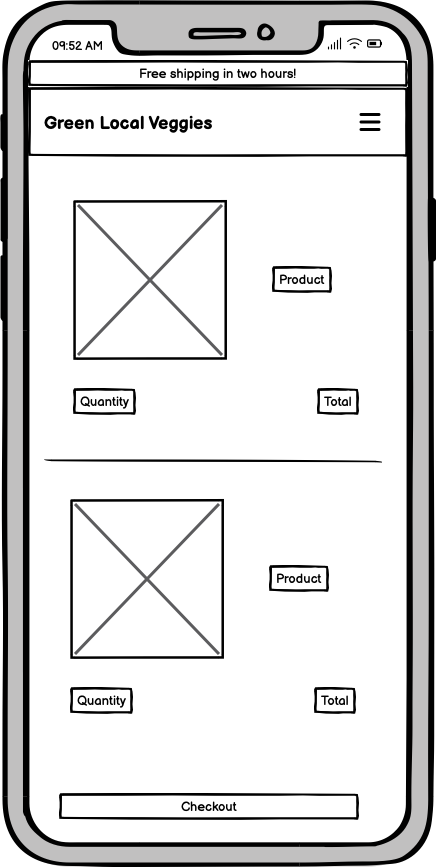 09:52 AM
Free shipping in two hours!
Green Local Veggies
Product
Quantity Total
Product
Quantity Total
Checkout